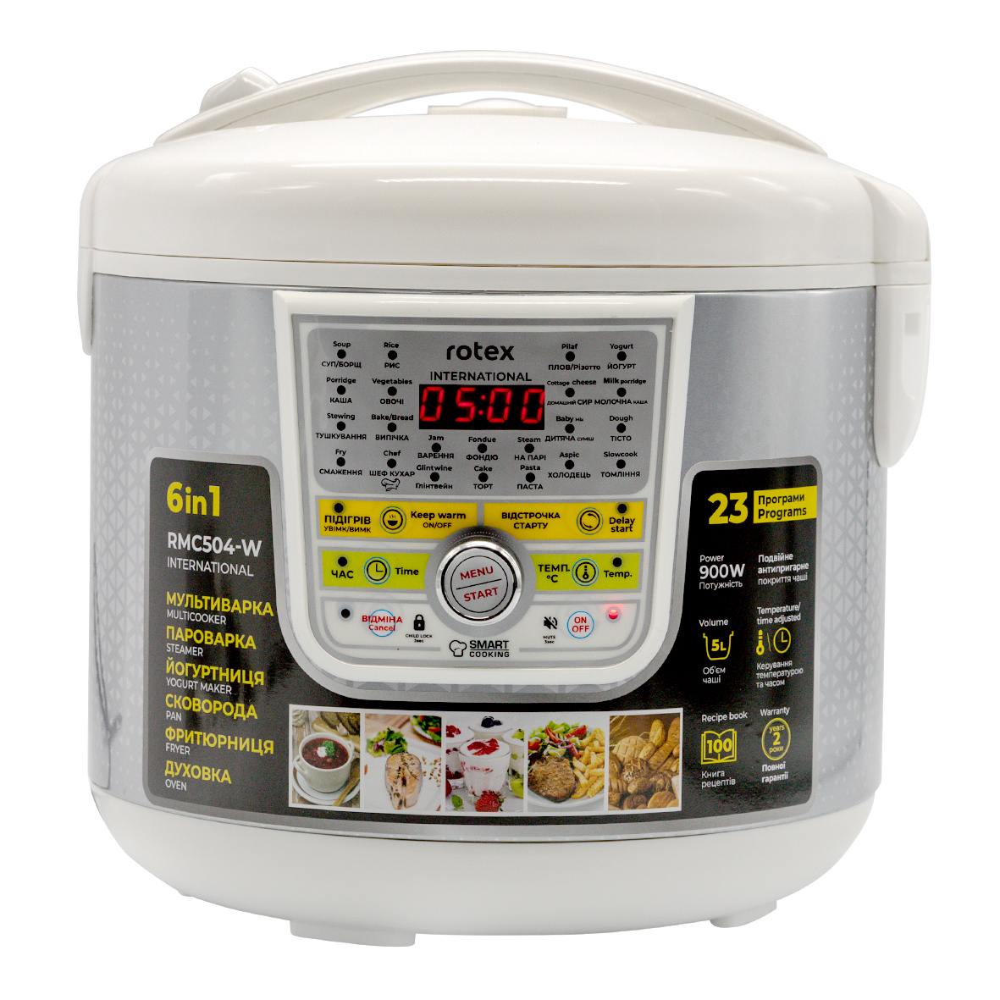 rotex
INTERNATIONAL
05:00
Soup
СУП/БОРЩ
Rice
РИС
Pilaf
ПЛОВ/Різотто
Yogurt
ЙОГУРТ
Porridge
КАША
Vegetables
ОВОЧІ
Cottage cheese
ДОМАШНІЙ СИР
Milk porridge
МОЛОЧНА КАША
Stewing
ТУШКУВАННЯ
Bake/Bread
ВИПІЧКА
Baby Mix
ДИТЯЧА СУМІШ
Dough
ТІСТО
Jam
ВАРЕННЯ
Fondue
ФОНДЮ
Steam
НА ПАРІ
Fry
СМАЖЕННЯ
Chef
ШЕФ КУХАР
Glintwine
Глінтвейн
Cake
ТОРТ
Pasta
ПАСТА
Aspic
ХОЛОДЕЦЬ
Slowcook
ТОМЛІННЯ
ПІДІГРІВ
УВІМК/ВИМК
Keep warm
ON/OFF
ВІДСТРОЧКА
СТАРТУ
Delay
start
ЧАС
Time
MENU
START
ТЕМП.
°C
Temp.
ВІДМІНА
Cancel
CHILD LOCK
3sec
MUTE
3sec
ON
OFF
SMART
COOKING
6in1
RMC504-W
INTERNATIONAL
МУЛЬТИВАРКА
MULTICOOKER
ПАРОВАРКА
STEAMER
ЙОГУРТНИЦЯ
YOGURT MAKER
СКОВОРОДА
PAN
ФРИТЮРНИЦЯ
FRYER
ДУХОВКА
OVEN
23 Програми
Programs
Power
900W
Потужність
Подвійне
антипригарне
покриття чаші
Volume
5L
Об'єм
чаші
Temperature/
time adjusted
Керування
температурою
та часом
Recipe book
100
Книга
рецептів
Warranty
years
2
роки
Повної
гарантії